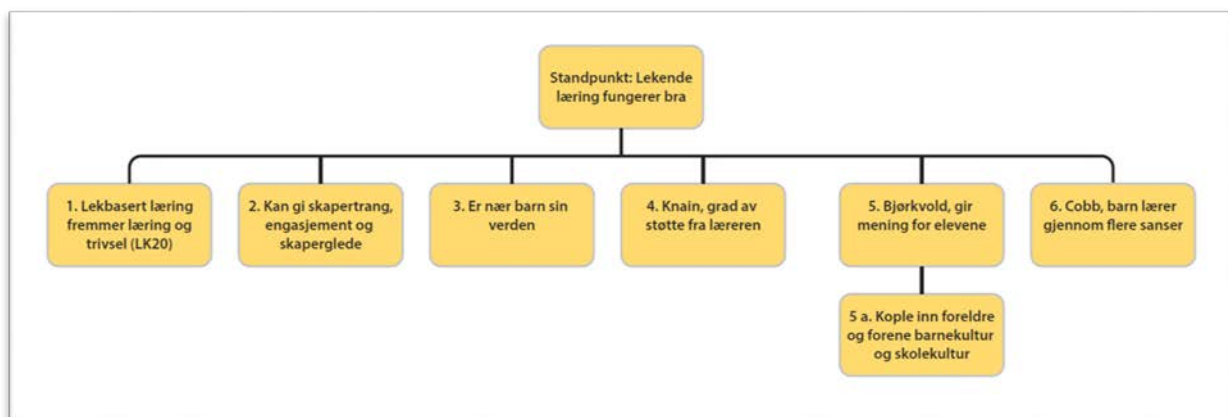 Standpunkt: Lekende
læring fungerer bra
1. Lekbasert læring
fremmer læring og
trivsel (LK20)
2. Kan gi skapertrang,
engasjement og
skaperglede
3. Er nær barn sin
verden
4. Knain, grad av
støtte fra læreren
5. Bjørkvold, gir
mening for elevene
6. Cobb, barn lærer
gjennom flere sanser
5 a. Kople inn foreldre
og forene barnekultur
og skolekultur